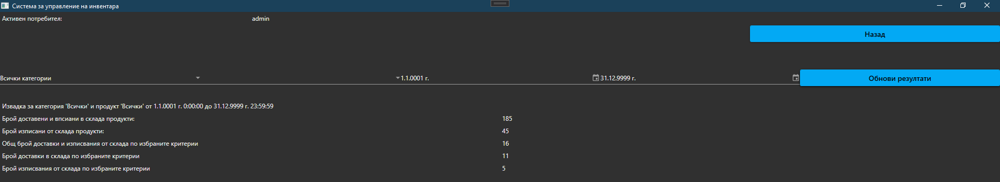 Система за управление на инвентара
Активен потребител: admin
Назад
Всички категории 1.1.0001 г. 31.12.9999 г. Обнови резултати
Извадка за категория 'Всички' и продукт 'Всички' от 1.1.0001 г. 0:00:00 до 31.12.9999 г. 23:59:59
Брой доставени и впсиани в склада продукти: 185
Брой изписани от склада продукти: 45
Общ брой доставки и изписвания от склада по избраните критерии 16
Брой доставки в склада по избраните критерии 11
Брой изписвания от склада по избраните критерии 5